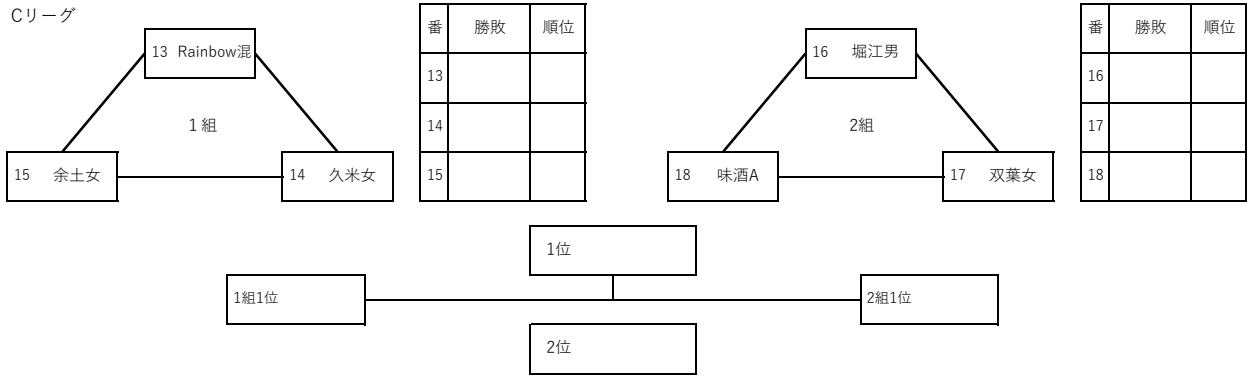 Cリーグ
13 Rainbow混
1組
15 余土女
14 久米女
番 勝敗 順位
13
14
15
16 堀江男
2組
18 味酒A
17 双葉女
番 勝敗 順位
16
17
18
1位
1組1位
2組1位
2位